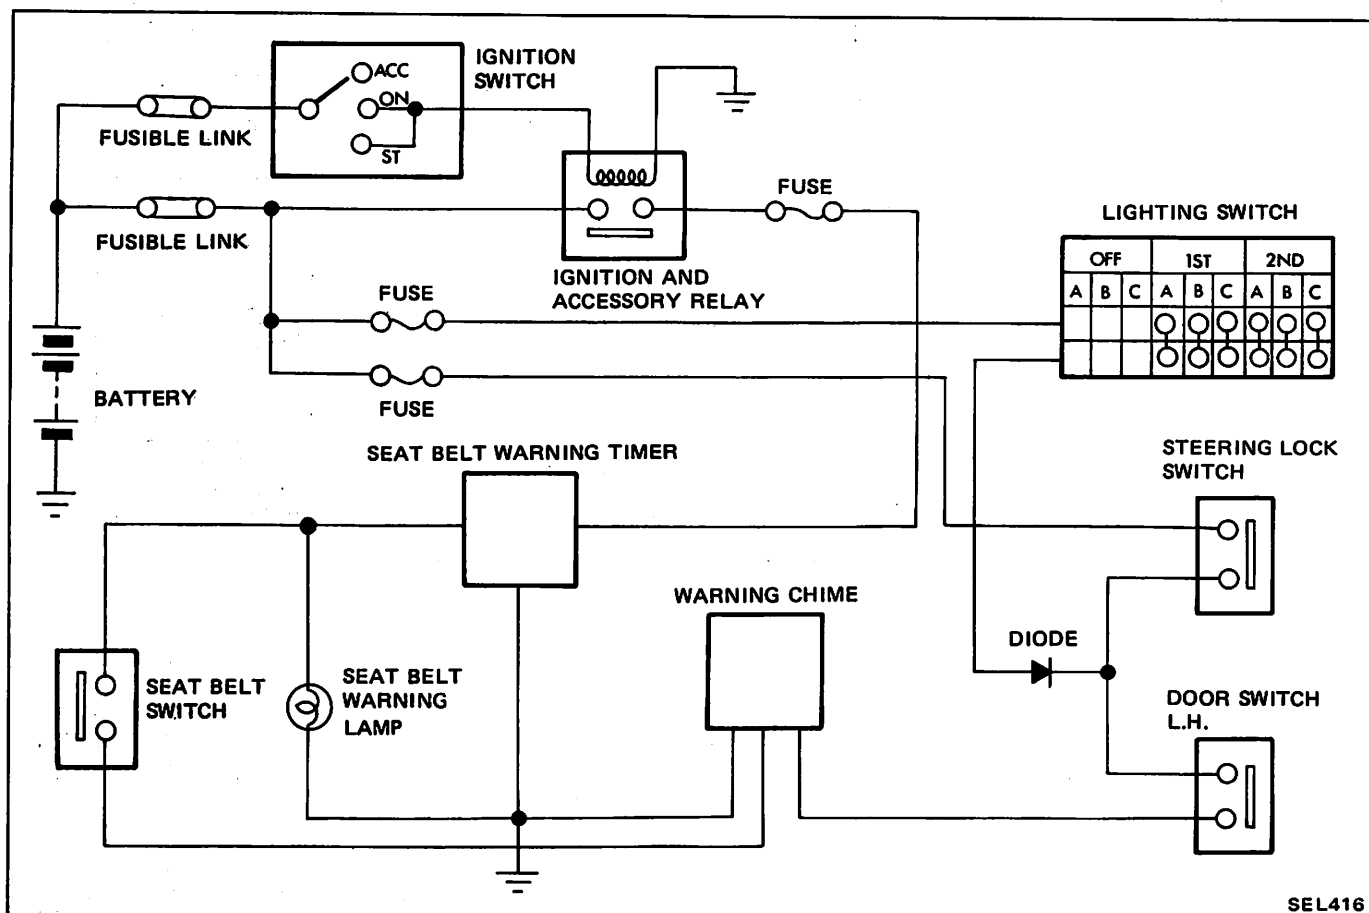 IGNITION
SWITCH
ACC
ON
ST
FUSIBLE LINK
FUSE
LIGHTING SWITCH
FUSIBLE LINK
OFF 1ST 2ND
A B C A B C A B C
IGNITION AND
ACCESSORY RELAY
FUSE
BATTERY
FUSE
SEAT BELT WARNING TIMER
STEERING LOCK
SWITCH
WARNING CHIME
DIODE
SEAT BELT
SWITCH
SEAT BELT
WARNING
LAMP
DOOR SWITCH
L.H.
SEL416